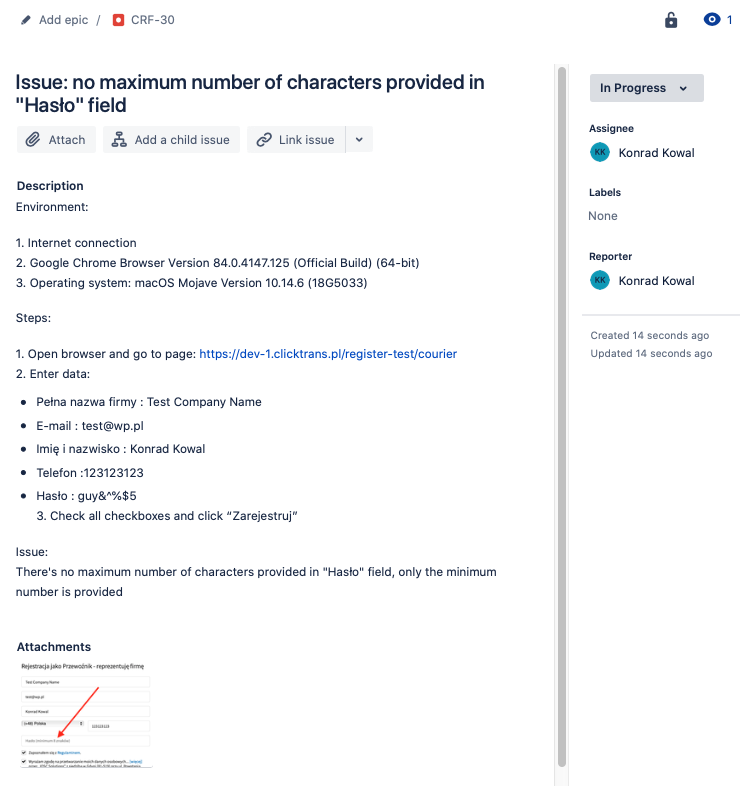 Add epic / CRF-30
1
Issue: no maximum number of characters provided in
"Hasło" field
Attach
Add a child issue
Link issue
Description
Environment:
1. Internet connection
2. Google Chrome Browser Version 84.0.4147.125 (Official Build) (64-bit)
3. Operating system: macOS Mojave Version 10.14.6 (18G5033)
Steps:
1. Open browser and go to page: https://dev-1.clicktrans.pl/register-test/courier
2. Enter data:
• Pełna nazwa firmy : Test Company Name
• E-mail : test@wp.pl
• Imię i nazwisko : Konrad Kowal
• Telefon :123123123
• Hasło : guy&^%$5
3. Check all checkboxes and click “Zarejestruj”
Issue:
There's no maximum number of characters provided in "Hasło" field, only the minimum
number is provided
Attachments
Rejestracja jako Przewoźnik - reprezentuję firmę
Test Company Name
test@wp.pl
Konrad Kowal
(+48) Polska
123123123
Zapoznałem się z Regulaminem.
Wyrażam zgodę na przetwarzanie moich danych osobowych... (więcej)
In Progress
Assignee
KK Konrad Kowal
Labels
None
Reporter
KK Konrad Kowal
Created 14 seconds ago
Updated 14 seconds ago